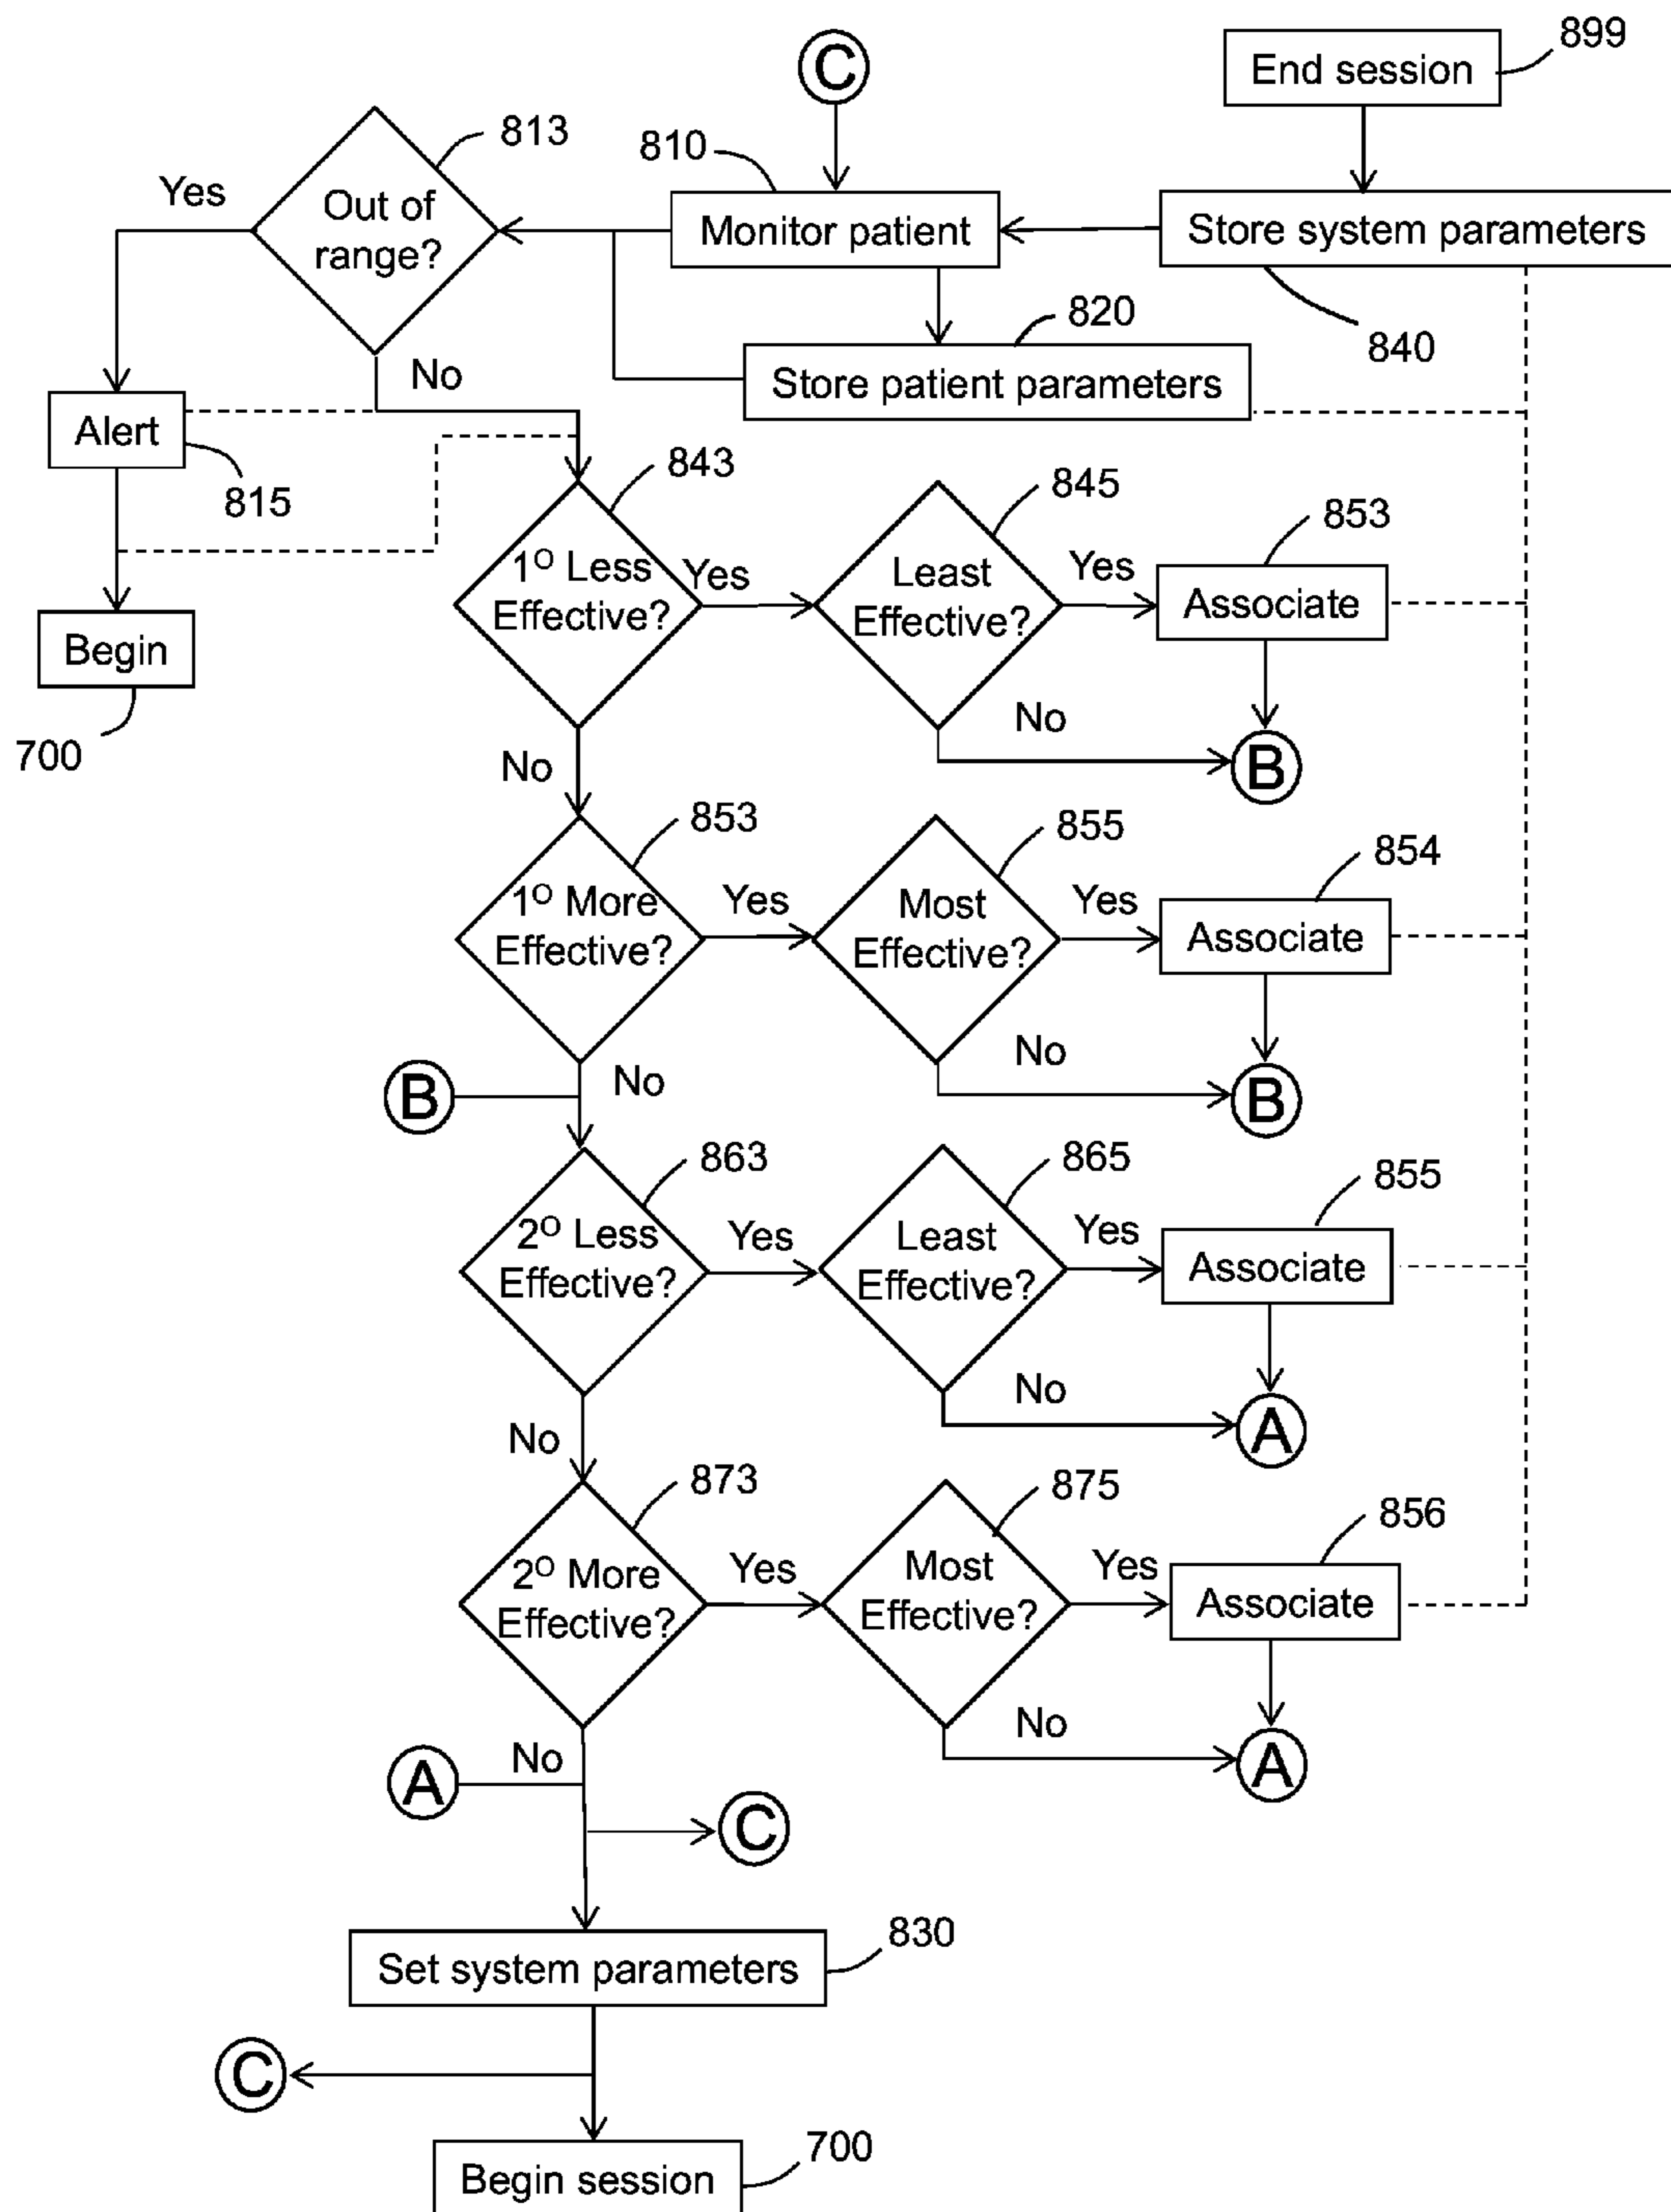 C
End session
899
813
810
Yes
Out of
range?
Monitor patient
Store system parameters
820
840
No
Store patient parameters
Alert
815
843
845
853
1O Less
Effective?
Yes
Least
Effective?
Yes
Associate
Begin
700
No
B
No
853
855
854
1O More
Effective?
Yes
Most
Effective?
Yes
Associate
No
B
B
No
863
865
855
2O Less
Effective?
Yes
Least
Effective?
Yes
Associate
No
A
No
873
875
856
2O More
Effective?
Yes
Most
Effective?
Yes
Associate
No
A
A
No
C
830
Set system parameters
C
700
Begin session